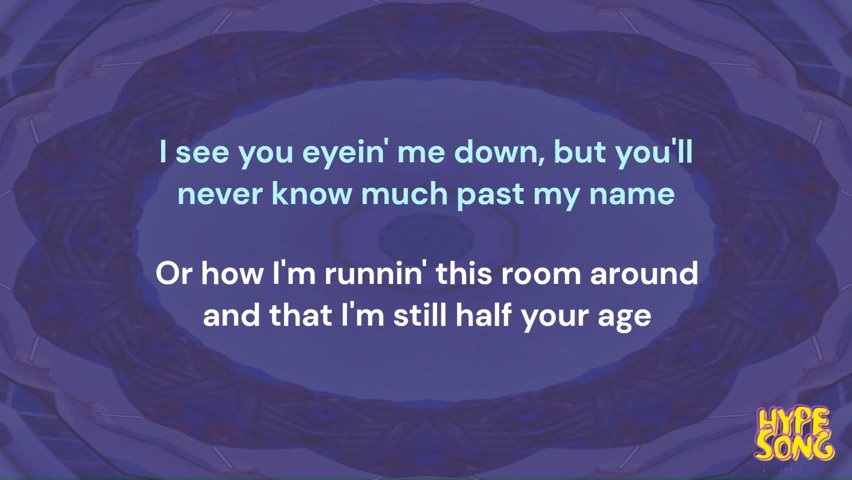 I see you eyein' me down, but you'll
never know much past my name
Or how I'm runnin' this room around
and that I'm still half your age
HYPE
SONG